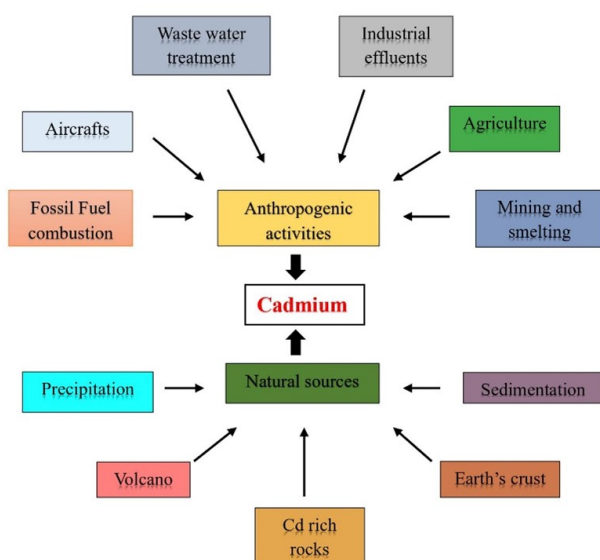 Waste water
treatment
Industrial
effluents
Aircrafts
Agriculture
Fossil Fuel
combustion
Anthropogenic
activities
Mining and
smelting
Cadmium
Precipitation
Natural sources
Sedimentation
Volcano
Earth’s crust
Cd rich
rocks